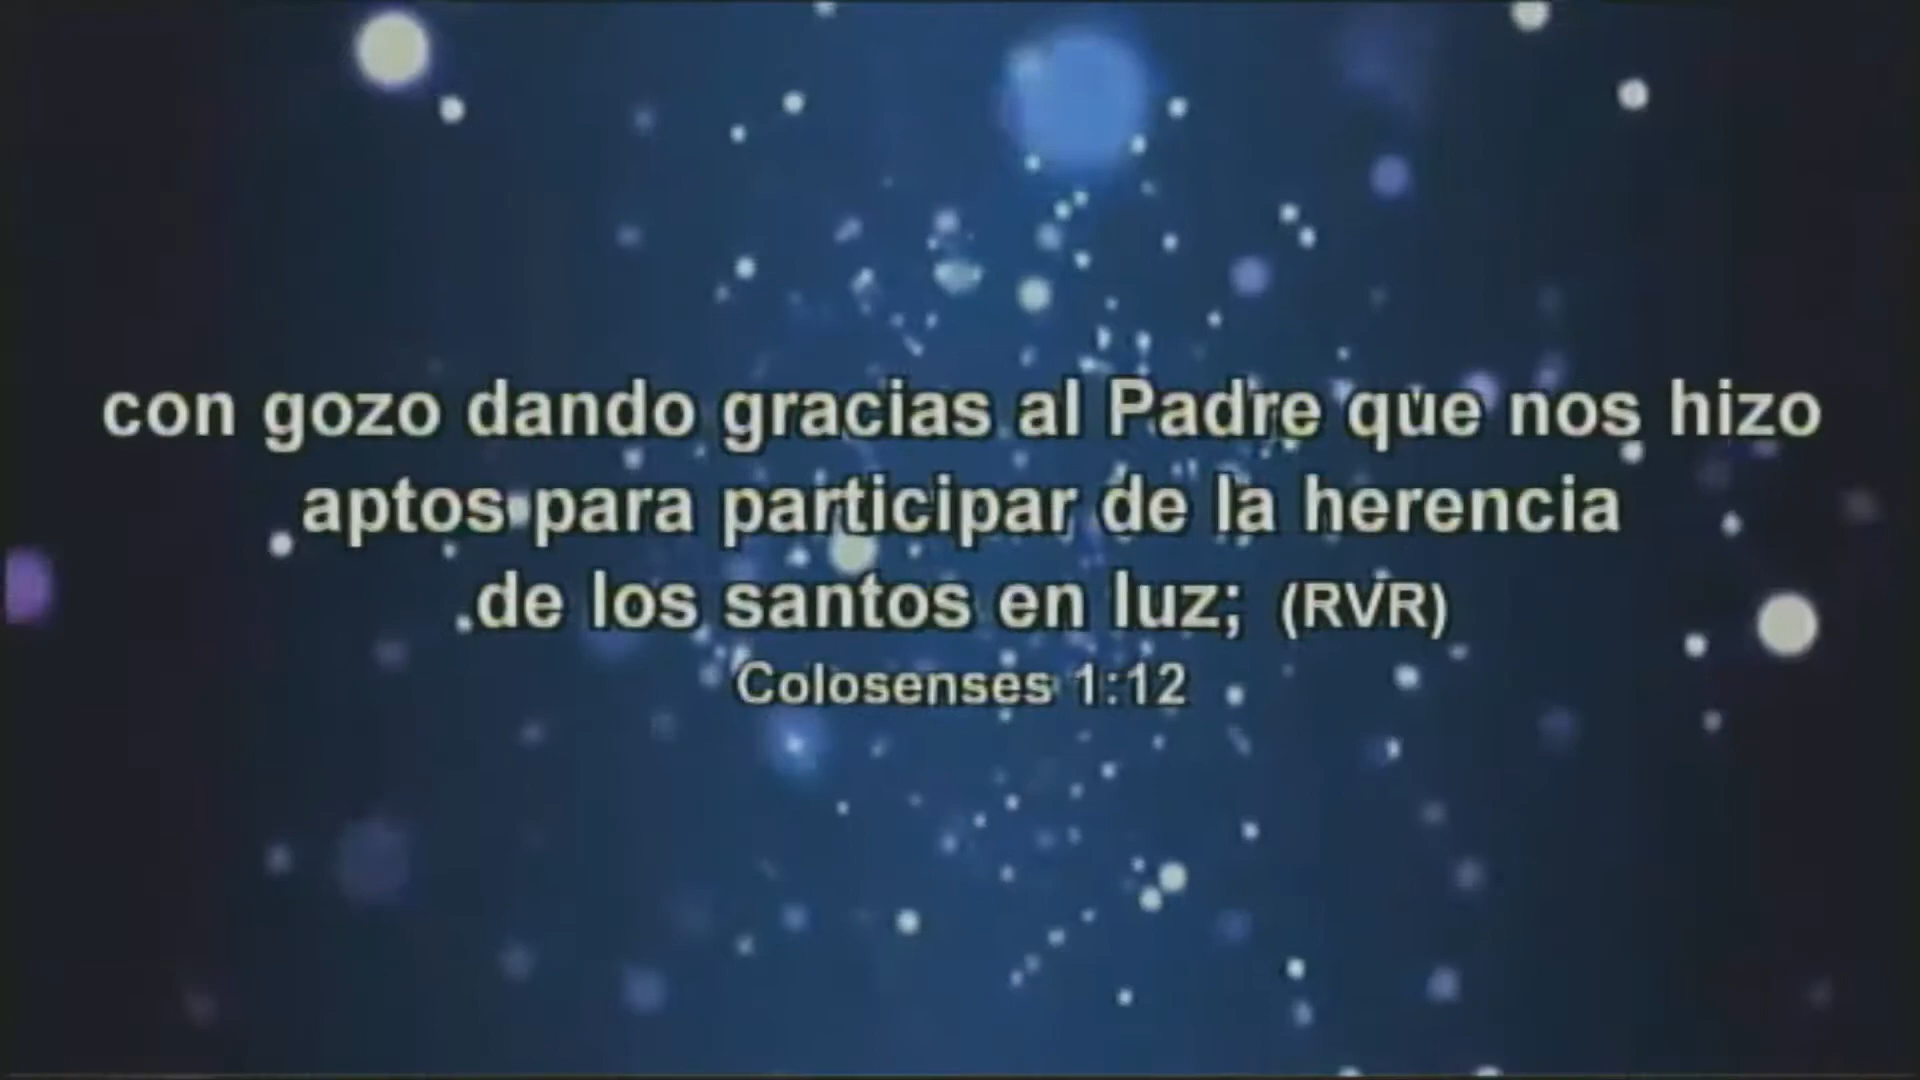 con gozo dando gracias al Padre que nos hizo
aptos para participar de la herencia
de los santos en luz; (RVR)
Colosenses 1:12